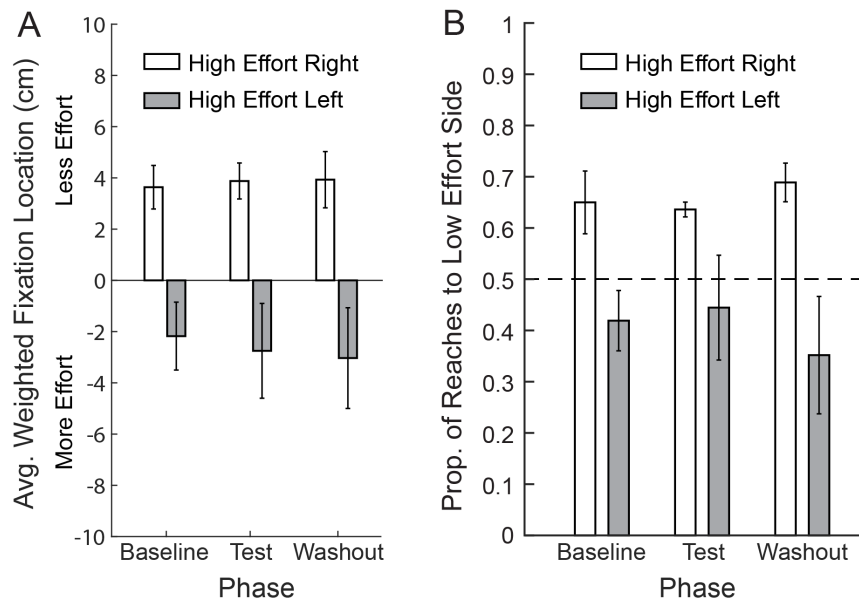 A
Avg. Weighted Fixation Location (cm)
Less Effort
More Effort
10
8
6
4
2
0
-2
-4
-6
-8
-10
High Effort Right
High Effort Left
Baseline Test Washout
Phase
B
Prop. of Reaches to Low Effort Side
1
0.9
0.8
0.7
0.6
0.5
0.4
0.3
0.2
0.1
0
High Effort Right
High Effort Left
Baseline Test Washout
Phase